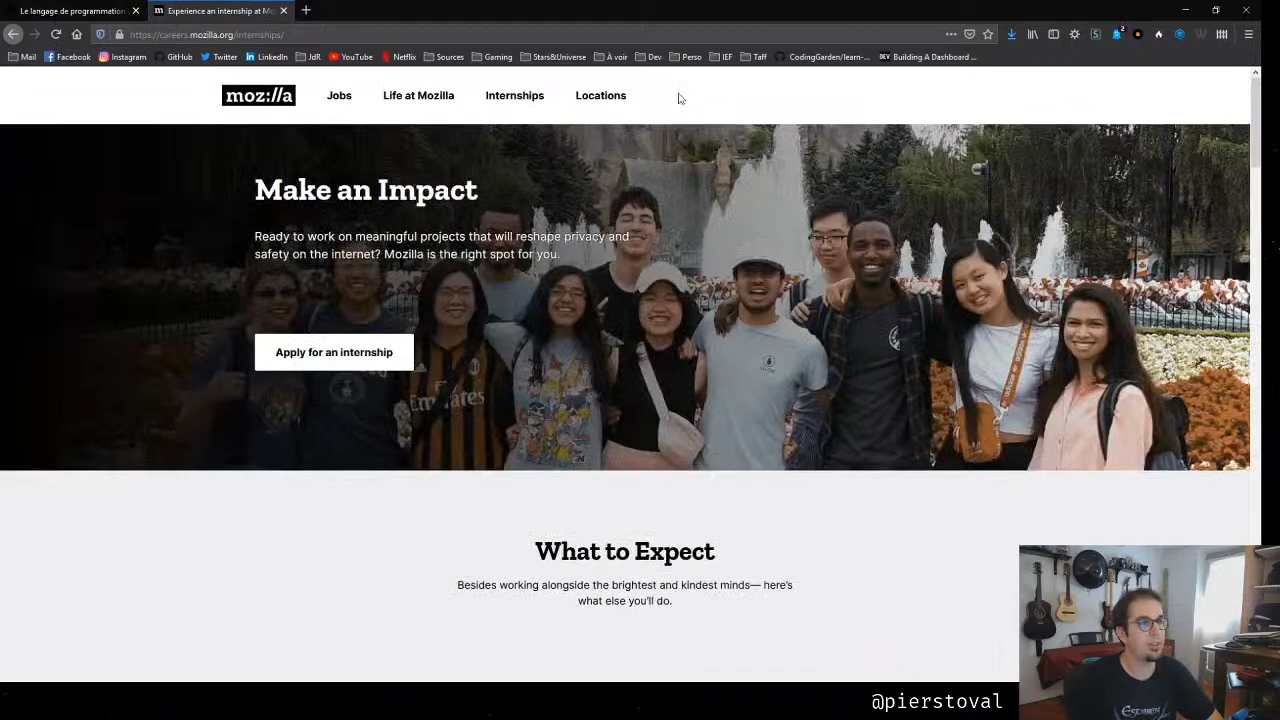 Le langage de programmation
Experience an internship at Mo
https://careers.mozilla.org/internships/
Mail Facebook Instagram GitHub Twitter LinkedIn JdR YouTube Netflix Sources Gaming Stars&Universe À voir Dev Perso IEF Taff CodingGarden/learn-... Building A Dashboard ...
moz://a Jobs Life at Mozilla Internships Locations
Make an Impact
Ready to work on meaningful projects that will reshape privacy and
safety on the internet? Mozilla is the right spot for you.
Apply for an internship
What to Expect
Besides working alongside the brightest and kindest minds— here's
what else you'll do.
@pierstoval